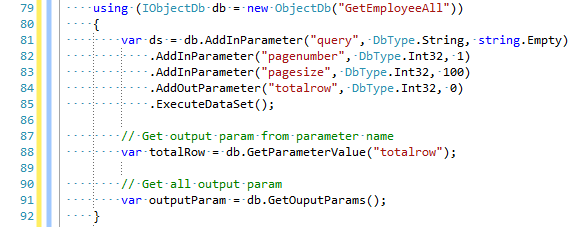 79 using (IObjectDb db = new ObjectDb("GetEmployeeAll"))
80 {
81 var ds = db.AddInParameter("query", DbType.String, string.Empty)
82 .AddInParameter("pagenumber", DbType.Int32, 1)
83 .AddInParameter("pagesize", DbType.Int32, 100)
84 .AddOutParameter("totalrow", DbType.Int32, 0)
85 .ExecuteDataSet();
86
87 // Get output param from parameter name
88 var totalRow = db.GetParameterValue("totalrow");
89
90 // Get all output param
91 var outputParam = db.GetOuputParams();
92 }